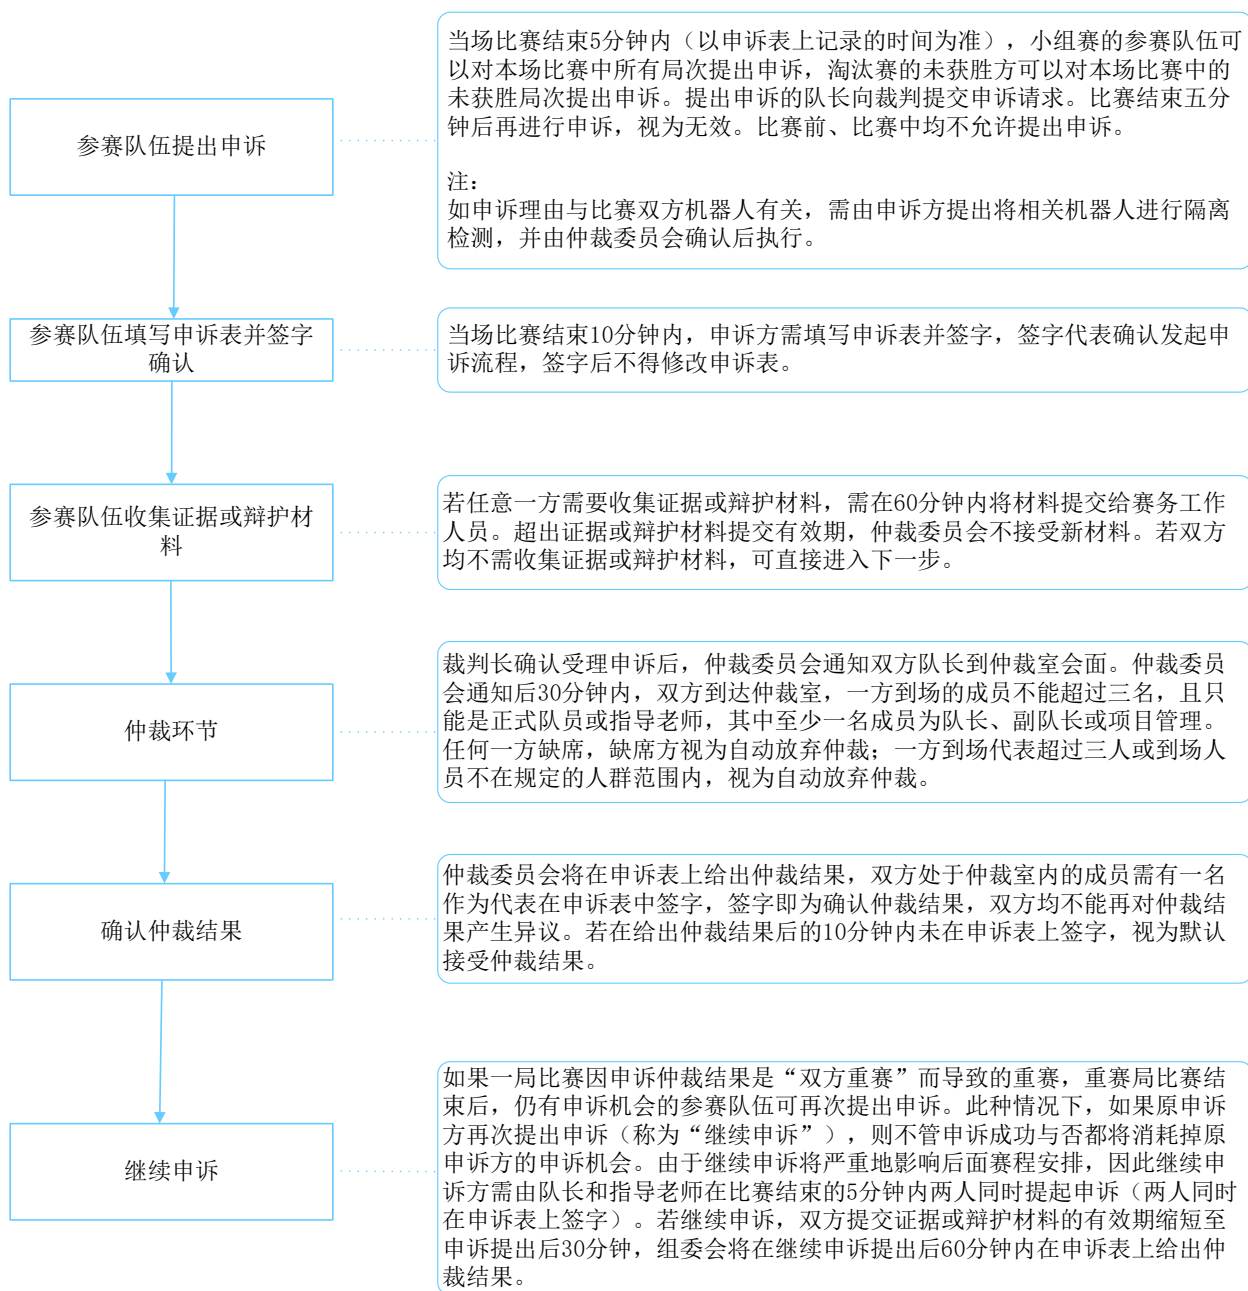 参赛队伍提出申诉
当场比赛结束5分钟内（以申诉表上记录的时间为准），小组赛的参赛队伍可
以对本场比赛中所有局次提出申诉，淘汰赛的未获胜方可以对本场比赛中的
未获胜局次提出申诉。提出申诉的队长向裁判提交申诉请求。比赛结束五分
钟后再进行申诉，视为无效。比赛前、比赛中均不允许提出申诉。
注：
如申诉理由与比赛双方机器人有关，需由申诉方提出将相关机器人进行隔离
检测，并由仲裁委员会确认后执行。
参赛队伍填写申诉表并签字
确认
当场比赛结束10分钟内，申诉方需填写申诉表并签字，签字代表确认发起申
诉流程，签字后不得修改申诉表。
参赛队伍收集证据或辩护材
料
若任意一方需要收集证据或辩护材料，需在60分钟内将材料提交给赛务工作
人员。超出证据或辩护材料提交有效期，仲裁委员会不接受新材料。若双方
均不需收集证据或辩护材料，可直接进入下一步。
仲裁环节
裁判长确认受理申诉后，仲裁委员会通知双方队长到仲裁室会面。仲裁委员
会通知后30分钟内，双方到达仲裁室，一方到场的成员不能超过三名，且只
能是正式队员或指导老师，其中至少一名成员为队长、副队长或项目管理。
任何一方缺席，缺席方视为自动放弃仲裁；一方到场代表超过三人或到场人
员不在规定的人群范围内，视为自动放弃仲裁。
确认仲裁结果
仲裁委员会将在申诉表上给出仲裁结果，双方处于仲裁室内的成员需有一名
作为代表在申诉表中签字，签字即为确认仲裁结果，双方均不能再对仲裁结
果产生异议。若在给出仲裁结果后的10分钟内未在申诉表上签字，视为默认
接受仲裁结果。
继续申诉
如果一局比赛因申诉仲裁结果是“双方重赛”而导致的重赛，重赛局比赛结
束后，仍有申诉机会的参赛队伍可再次提出申诉。此种情况下，如果原申诉
方再次提出申诉（称为“继续申诉”），则不管申诉成功与否都将消耗掉原
申诉方的申诉机会。由于继续申诉将严重地影响后面赛程安排，因此继续申
诉方需由队长和指导老师在比赛结束的5分钟内两人同时提起申诉（两人同时
在申诉表上签字）。若继续申诉，双方提交证据或辩护材料的有效期缩短至
申诉提出后30分钟，组委会将在继续申诉提出后60分钟内在申诉表上给出仲
裁结果。